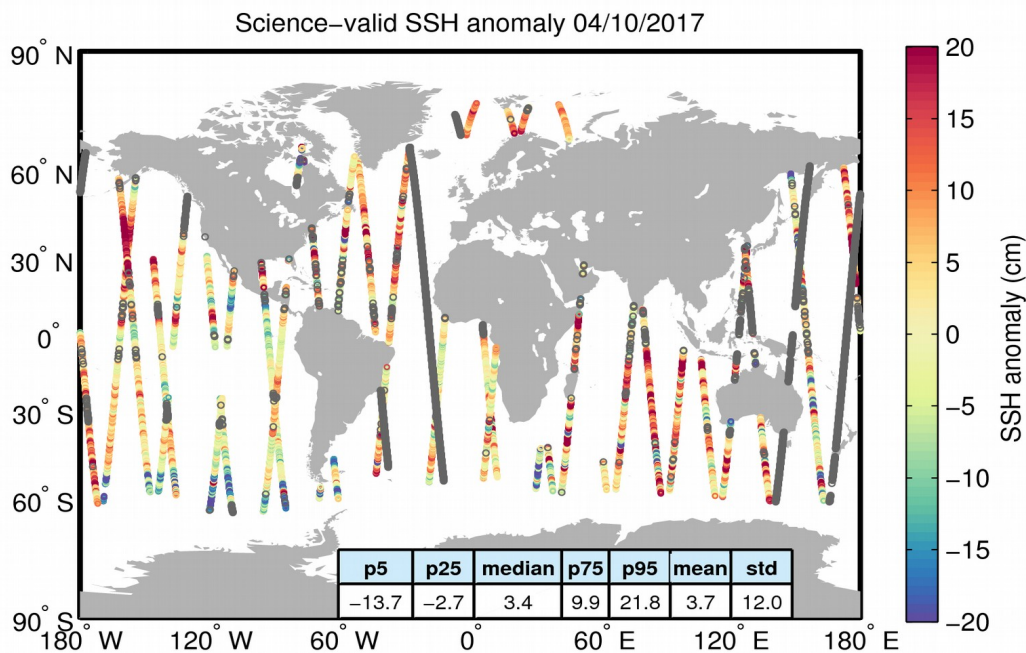 Science−valid SSH anomaly 04/10/2017
90° N
60° N
30° N
0°
30° S
60° S
90° S
180° W
120° W
60° W
0°
60° E
120° E
180° E
p5 p25 median p75 p95 mean std
−13.7 −2.7 3.4 9.9 21.8 3.7 12.0
20
15
10
5
0
−5
−10
−15
−20
SSH anomaly (cm)